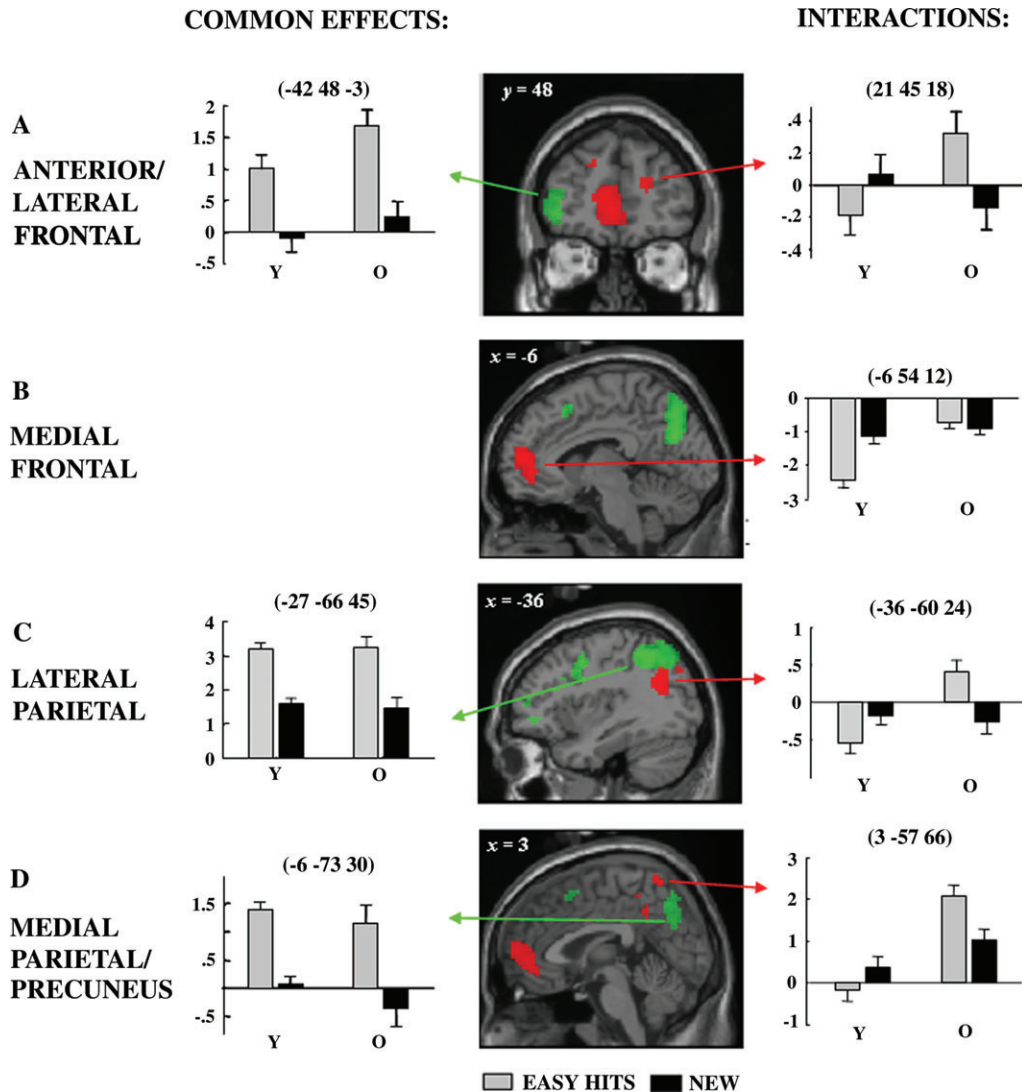 COMMON EFFECTS:
INTERACTIONS:
A
ANTERIOR/
LATERAL
FRONTAL
(-42 48 -3)
2
1.5
1
.5
0
-.5
Y
O
y = 48
(21 45 18)
.4
.2
0
-.2
.4
Y
O
B
MEDIAL
FRONTAL
x = -6
(-6 54 12)
0
-1
-2
-3
Y
O
C
LATERAL
PARIETAL
(-27 -66 45)
4
3
2
1
0
Y
O
x = -36
(-36 -60 24)
1
.5
0
-.5
Y
O
D
MEDIAL
PARIETAL/
PRECUNEUS
(-6 -73 30)
1.5
.5
-.5
Y
O
x = 3
(3 -57 66)
3
2
1
0
-1
Y
O
EASY HITS
NEW